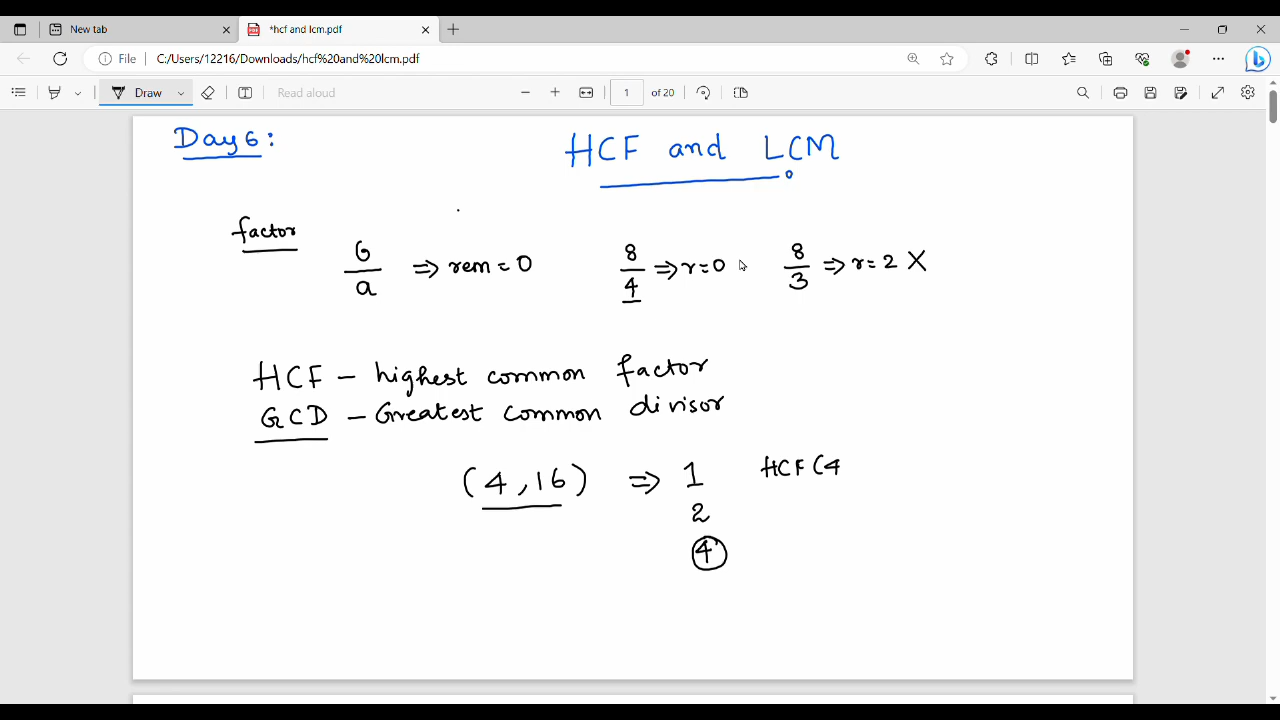 New tab
*hcf and lcm.pdf
File C:/Users/12216/Downloads/hcf%20and%20lcm.pdf
Draw Read aloud 1 of 20
Day 6:
HCF and LCM
factor
6/a ⇒ rem = 0 8/4 ⇒ r=0 8/3 ⇒ r=2 X
HCF – highest common factor
GCD – Greatest common divisor
(4,16) ⇒ 1 HCF(4
2
4